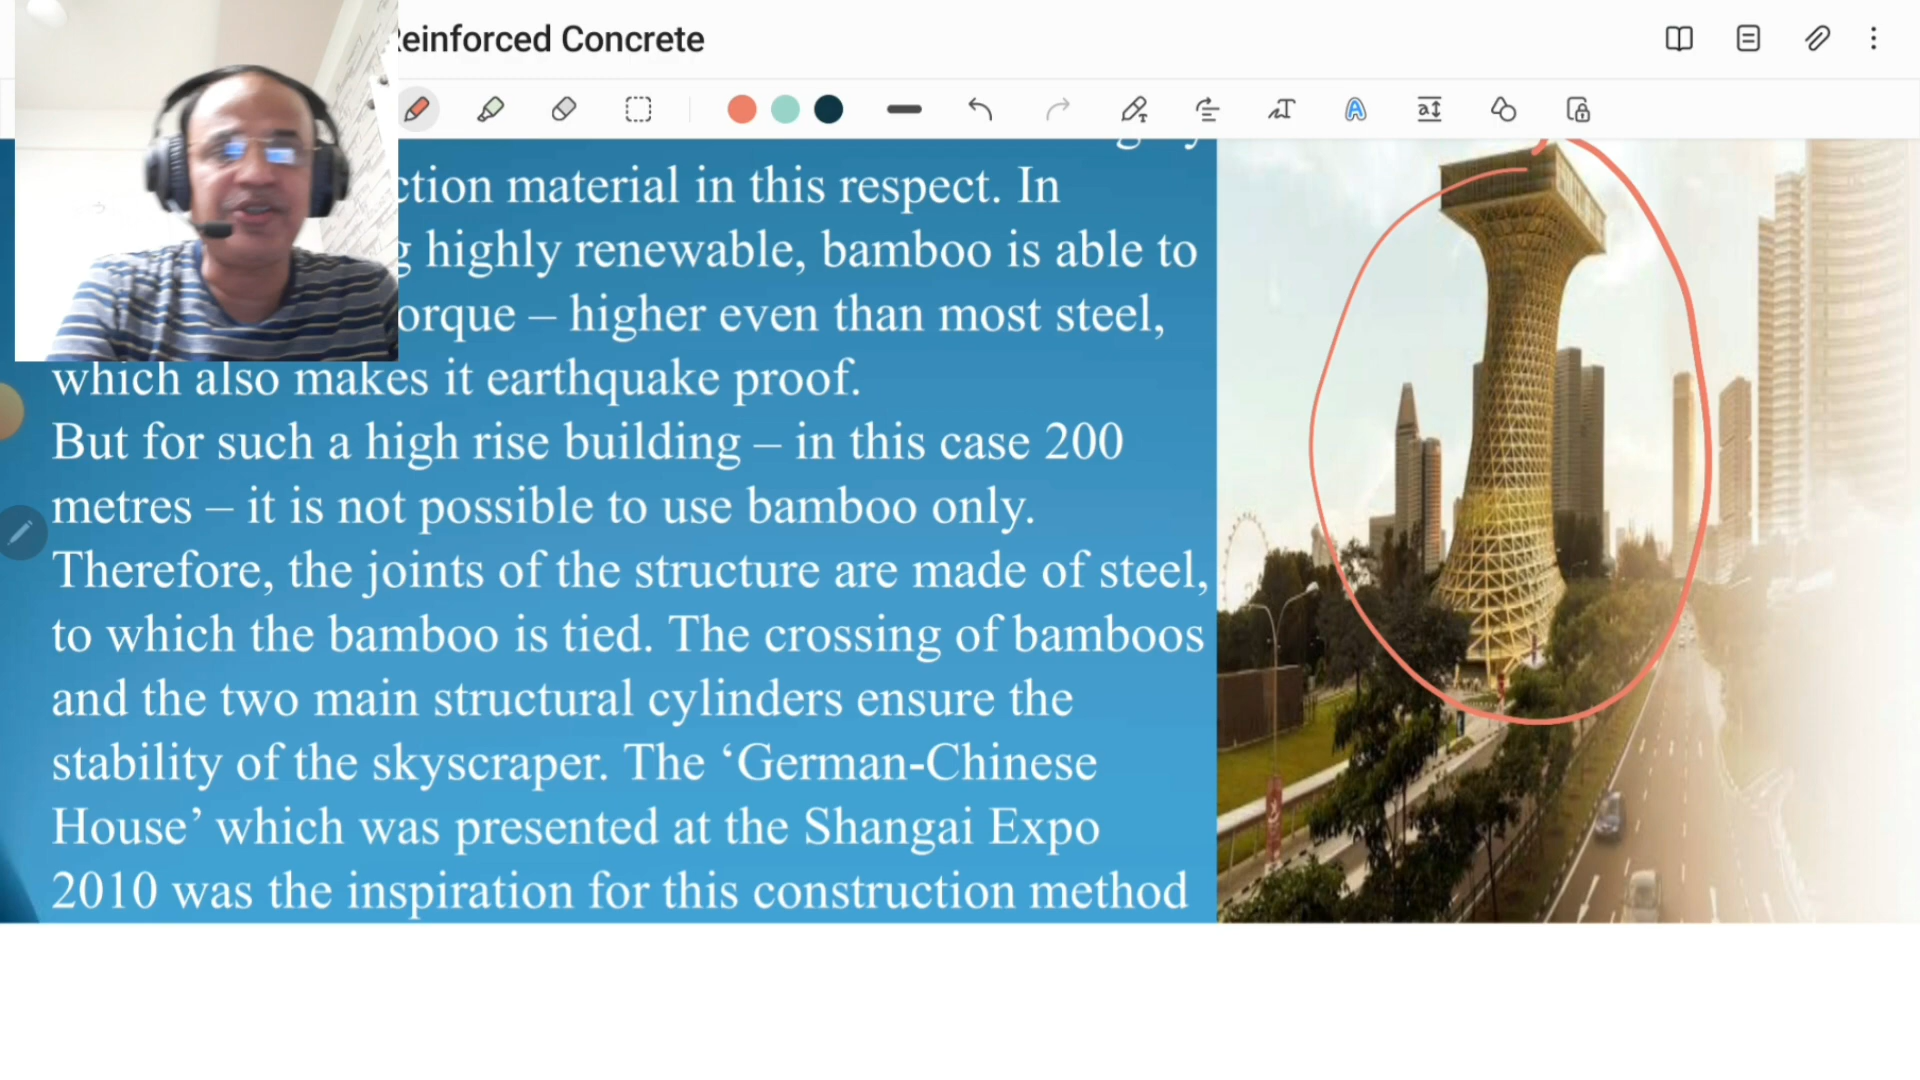 Reinforced Concrete
ction material in this respect. In
g highly renewable, bamboo is able to
orque – higher even than most steel,
which also makes it earthquake proof.
But for such a high rise building – in this case 200
metres – it is not possible to use bamboo only.
Therefore, the joints of the structure are made of steel,
to which the bamboo is tied. The crossing of bamboos
and the two main structural cylinders ensure the
stability of the skyscraper. The ‘German-Chinese
House’ which was presented at the Shangai Expo
2010 was the inspiration for this construction method